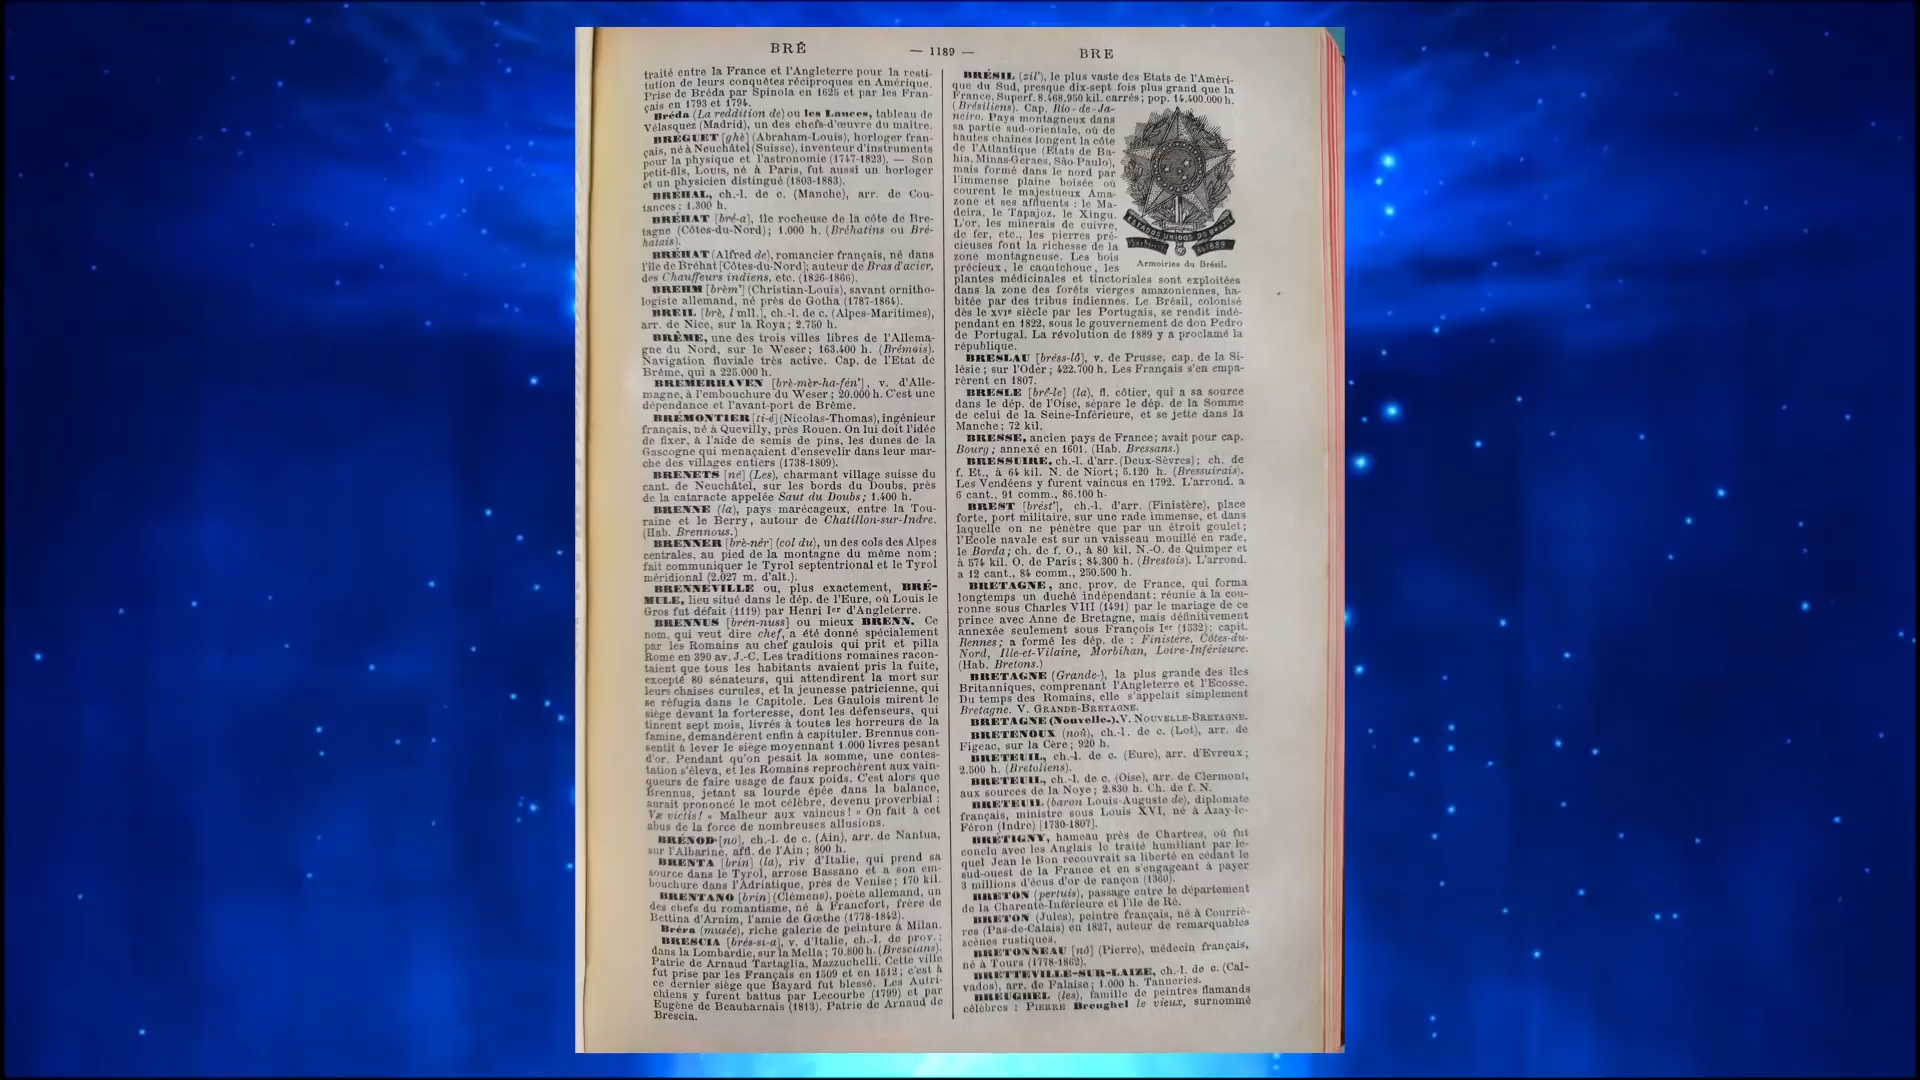 BRÉ
— 1189 —
BRE
traité entre la France et l'Angleterre pour la resti-
tution de leurs conquêtes réciproques en Amérique.
Prise de Bréda par Spinola en 1625 et par les Fran-
çais en 1793 et 1794.
Bréda (La reddition de) ou les Lances, tableau de
Vélasquez (Madrid), un des chefs-d'œuvre du maître.
BRÉGUET [ghè] (Abraham-Louis), horloger fran-
çais, né à Neuchâtel (Suisse), inventeur d'instruments
pour la physique et l'astronomie (1747-1823). — Son
petit-fils, Louis, né à Paris, fut aussi un horloger
et un physicien distingué (1803-1883).
BRÉHAL, ch.-l. de c. (Manche), arr. de Cou-
tances; 1.300 h.
BRÉHAT [bré-a], île rocheuse de la côte de Bre-
tagne (Côtes-du-Nord); 1.000 h. (Bréhatins ou Bré-
hatais).
BRÉHAT (Alfred de), romancier français, né dans
l'île de Bréhat [Côtes-du-Nord]; auteur de Bras d'acier,
des Chauffeurs indiens, etc. (1826-1866).
BREHM [brèm'] (Christian-Louis), savant ornitho-
logiste allemand, né près de Gotha (1787-1864).
BREIL [brè, l mll.], ch.-l. de c. (Alpes-Maritimes),
arr. de Nice, sur la Roya; 2.750 h.
BRÊME, une des trois villes libres de l'Allema-
gne du Nord, sur le Weser; 163.400 h. (Brémois).
Navigation fluviale très active. Cap. de l'Etat de
Brême, qui a 225.000 h.
BREMERHAVEN [brè-mèr-ha-fèn'], v. d'Alle-
magne, à l'embouchure du Weser; 20.000 h. C'est une
dépendance et l'avant-port de Brême.
BRÉMONTIER [ti-é] (Nicolas-Thomas), ingénieur
français, né à Quevilly, près Rouen. On lui doit l'idée
de fixer, à l'aide de semis de pins, les dunes de la
Gascogne qui menaçaient d'ensevelir dans leur mar-
che des villages entiers (1738-1809).
BRENETS [nè] (Les), charmant village suisse du
cant. de Neuchâtel, sur les bords du Doubs, près
de la cataracte appelée Saut du Doubs; 1.400 h.
BRENNE (la), pays marécageux, entre la Tou-
raine et le Berry, autour de Chatillon-sur-Indre.
(Hab. Brennous.)
BRENNER [brè-nèr] (col du), un des cols des Alpes
centrales, au pied de la montagne du même nom;
fait communiquer le Tyrol septentrional et le Tyrol
méridional (2.027 m. d'alt.).
BRENNEVILLE ou, plus exactement, BRÉ-
MULE, lieu situé dans le dép. de l'Eure, où Louis le
Gros fut défait (1119) par Henri Ier d'Angleterre.
BRENNUS [brèn-nuss] ou mieux BRENN. Ce
nom, qui veut dire chef, a été donné spécialement
par les Romains au chef gaulois qui prit et pilla
Rome en 390 av. J.-C. Les traditions romaines racon-
taient que tous les habitants avaient pris la fuite,
excepté 80 sénateurs, qui attendirent la mort sur
leurs chaises curules, et la jeunesse patricienne, qui
se réfugia dans le Capitole. Les Gaulois mirent le
siège devant la forteresse, dont les défenseurs, qui
tinrent sept mois, livrés à toutes les horreurs de la
famine, demandèrent enfin à capituler. Brennus con-
sentit à lever le siège moyennant 1.000 livres pesant
d'or. Pendant qu'on pesait la somme, une contes-
tation s'éleva, et les Romains reprochèrent aux vain-
queurs de faire usage de faux poids. C'est alors que
Brennus, jetant sa lourde épée dans la balance,
aurait prononcé le mot célèbre, devenu proverbial :
Væ victis! « Malheur aux vaincus! » On fait à cet
abus de la force de nombreuses allusions.
BRÉNOD [no], ch.-l. de c. (Ain), arr. de Nantua,
sur l'Albarine, affl. de l'Ain; 800 h.
BRENTA [brin] (la), riv. d'Italie, qui prend sa
source dans le Tyrol, arrose Bassano et a son em-
bouchure dans l'Adriatique, près de Venise; 170 kil.
BRENTANO [brin] (Clémens), poète allemand, un
des chefs du romantisme, né à Francfort, frère de
Bettina d'Arnim, l'amie de Gœthe (1778-1842).
Bréra (musée), riche galerie de peinture à Milan.
BRESCIA [brés-si-a], v. d'Italie, ch.-l. de prov.;
dans la Lombardie, sur la Mella; 70.800 h. (Brescians).
Patrie de Arnaud Tartaglia, Mazzuchelli. Cette ville
fut prise par les Français en 1509 et en 1512; c'est à
ce dernier siège que Bayard fut blessé. Les Autri-
chiens y furent battus par Lecourbe (1799) et par
Eugène de Beauharnais (1813). Patrie de Arnaud de
Brescia.
BRÉSIL (zil'), le plus vaste des Etats de l'Améri-
que du Sud, presque dix-sept fois plus grand que la
France. Superf. 8.468.950 kil. carrés; pop. 14.400.000 h.
(Brésiliens). Cap. Rio-de-Ja-
neiro. Pays montagneux dans
sa partie sud-orientale, où de
hautes chaînes longent la côte
de l'Atlantique (Etats de Ba-
hia, Minas-Geraes, São-Paulo),
mais formé dans le nord par
l'immense plaine boisée où
courent le majestueux Ama-
zone et ses affluents : le Ma-
deira, le Tapajoz, le Xingu.
L'or, les minerais de cuivre,
de fer, etc., les pierres pré-
cieuses font la richesse de la
zone montagneuse. Les bois
précieux, le caoutchouc, les
ESTADOS UNIDOS DO BRAZIL
Armoiries du Brésil.
plantes médicinales et tinctoriales sont exploitées
dans la zone des forêts vierges amazoniennes, ha-
bitée par des tribus indiennes. Le Brésil, colonisé
dès le XVIe siècle par les Portugais, se rendit indé-
pendant en 1822, sous le gouvernement de don Pedro
de Portugal. La révolution de 1889 y a proclamé la
république.
BRESLAU [bréss-lô], v. de Prusse, cap. de la Si-
lésie; sur l'Oder; 422.700 h. Les Français s'en empa-
rèrent en 1807.
BRESLE [brê-le] (la), fl. côtier, qui a sa source
dans le dép. de l'Oise, sépare le dép. de la Somme
de celui de la Seine-Inférieure, et se jette dans la
Manche; 72 kil.
BRESSE, ancien pays de France; avait pour cap.
Bourg; annexé en 1601. (Hab. Bressans.)
BRESSUIRE, ch.-l. d'arr. (Deux-Sèvres); ch. de
f. Et., à 64 kil. N. de Niort; 5.120 h. (Bressuirais).
Les Vendéens y furent vaincus en 1792. L'arrond. a
6 cant., 91 comm., 86.100 h.
BREST [brèst'], ch.-l. d'arr. (Finistère), place
forte, port militaire, sur une rade immense, et dans
laquelle on ne pénètre que par un étroit goulet;
l'Ecole navale est sur un vaisseau mouillé en rade,
le Borda; ch. de f. O., à 80 kil. N.-O. de Quimper et
à 574 kil. O. de Paris; 84.300 h. (Brestois). L'arrond.
a 12 cant., 84 comm., 250.500 h.
BRETAGNE, anc. prov. de France, qui forma
longtemps un duché indépendant; réunie à la cou-
ronne sous Charles VIII (1491) par le mariage de ce
prince avec Anne de Bretagne, mais définitivement
annexée seulement sous François Ier (1532); capit.
Rennes; a formé les dép. de : Finistère, Côtes-du-
Nord, Ille-et-Vilaine, Morbihan, Loire-Inférieure.
(Hab. Bretons.)
BRETAGNE (Grande-), la plus grande des îles
Britanniques, comprenant l'Angleterre et l'Ecosse.
Du temps des Romains, elle s'appelait simplement
Bretagne. V. GRANDE-BRETAGNE.
BRETAGNE (Nouvelle-). V. NOUVELLE-BRETAGNE.
BRETENOUX (noû), ch.-l. de c. (Lot), arr. de
Figeac, sur la Cère; 920 h.
BRETEUIL, ch.-l. de c. (Eure), arr. d'Evreux;
2.500 h. (Bretoliens).
BRETEUIL, ch.-l. de c. (Oise), arr. de Clermont,
aux sources de la Noye; 2.830 h. Ch. de f. N.
BRETEUIL (baron Louis-Auguste de), diplomate
français, ministre sous Louis XVI, né à Azay-le-
Féron (Indre) [1730-1807].
BRÉTIGNY, hameau près de Chartres, où fut
conclu avec les Anglais le traité humiliant par le-
quel Jean le Bon recouvrait sa liberté en cédant le
sud-ouest de la France et en s'engageant à payer
3 millions d'écus d'or de rançon (1360).
BRETON (pertuis), passage entre le département
de la Charente-Inférieure et l'île de Ré.
BRETON (Jules), peintre français, né à Courriè-
res (Pas-de-Calais) en 1827, auteur de remarquables
scènes rustiques.
BRETONNEAU [nô] (Pierre), médecin français,
né à Tours (1778-1862).
BRETTEVILLE-SUR-LAIZE, ch.-l. de c. (Cal-
vados), arr. de Falaise; 1.000 h. Tanneries.
BREUGHEL (les), famille de peintres flamands
célèbres : PIERRE Breughel le vieux, surnommé